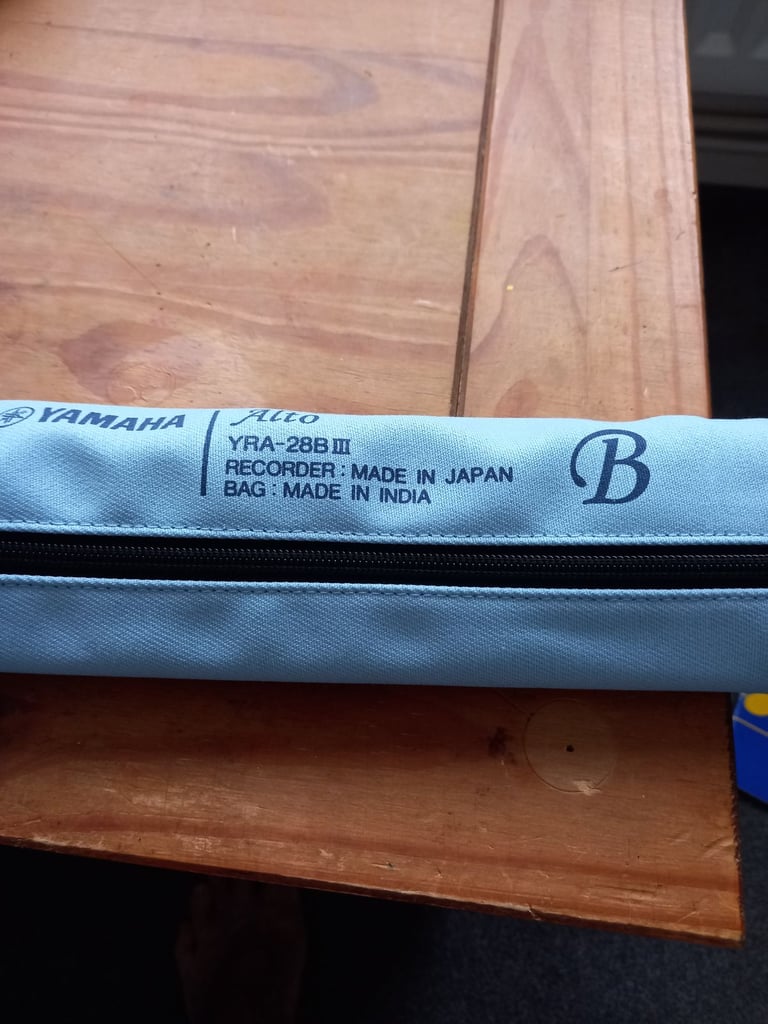 YAMAHA
Alto
YRA-28BⅢ
RECORDER : MADE IN JAPAN
BAG : MADE IN INDIA
B